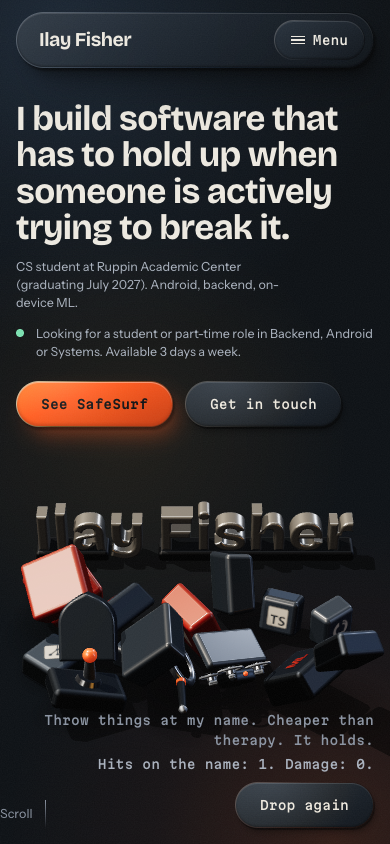 Ilay Fisher
Menu
I build software that
has to hold up when
someone is actively
trying to break it.
CS student at Ruppin Academic Center
(graduating July 2027). Android, backend, on-
device ML.
Looking for a student or part-time role in Backend, Android
or Systems. Available 3 days a week.
See SafeSurf
Get in touch
Ilay Fisher
TS
Throw things at my name. Cheaper than
therapy. It holds.
Hits on the name: 1. Damage: 0.
Scroll
Drop again